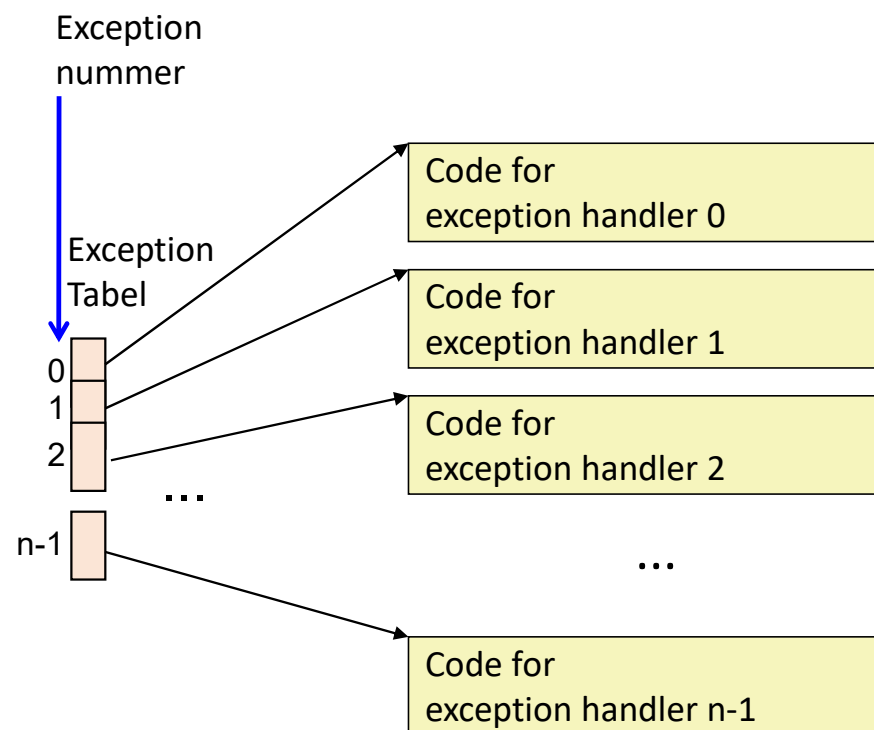 Exception
nummer
Exception
Tabel
0
1
2
...
n-1
Code for
exception handler 0
Code for
exception handler 1
Code for
exception handler 2
...
Code for
exception handler n-1